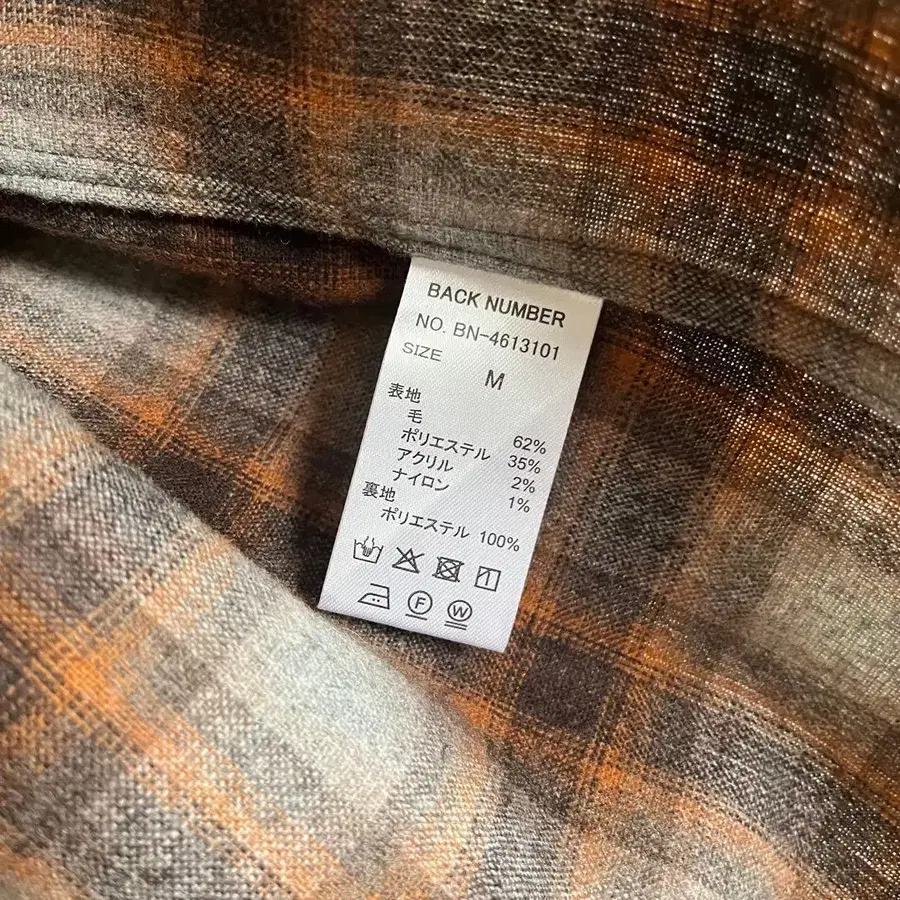 BACK NUMBER
NO. BN-4613101
SIZE
M
表地
毛 62%
ポリエステル 35%
アクリル 2%
ナイロン 1%
裏地
ポリエステル 100%
F W